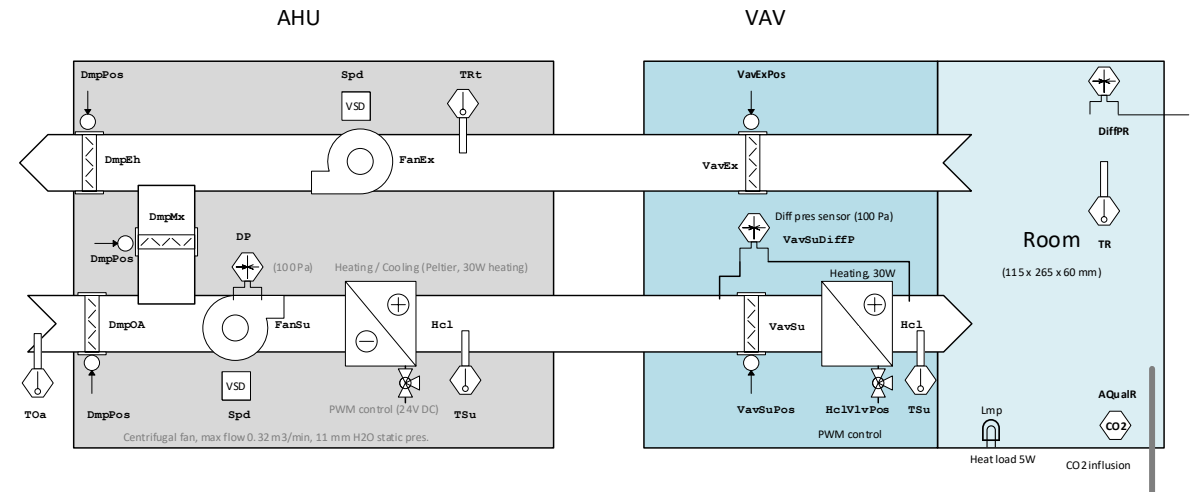 AHU
VAV
DmpPos
Spd
TRt
VavExPos
VSD
DiffPR
DmpEh
FanEx
VavEx
DmpMx
DmpPos
DP
(100Pa)
Heating / Cooling (Peltier, 30W heating)
Diff pres sensor (100 Pa)
VavSuDiffP
Heating, 30W
Room
TR
(115 x 265 x 60 mm)
DmpOA
FanSu
Hcl
VavSu
Hcl
VSD
TOa
DmpPos
Spd
PWM control (24V DC)
TSu
VavSuPos
HclVlvPos
TSu
Lmp
AQualR
CO2
Centrifugal fan, max flow 0.32 m3/min, 11 mm H2O static pres.
PWM control
Heat load 5W
CO2 influsion